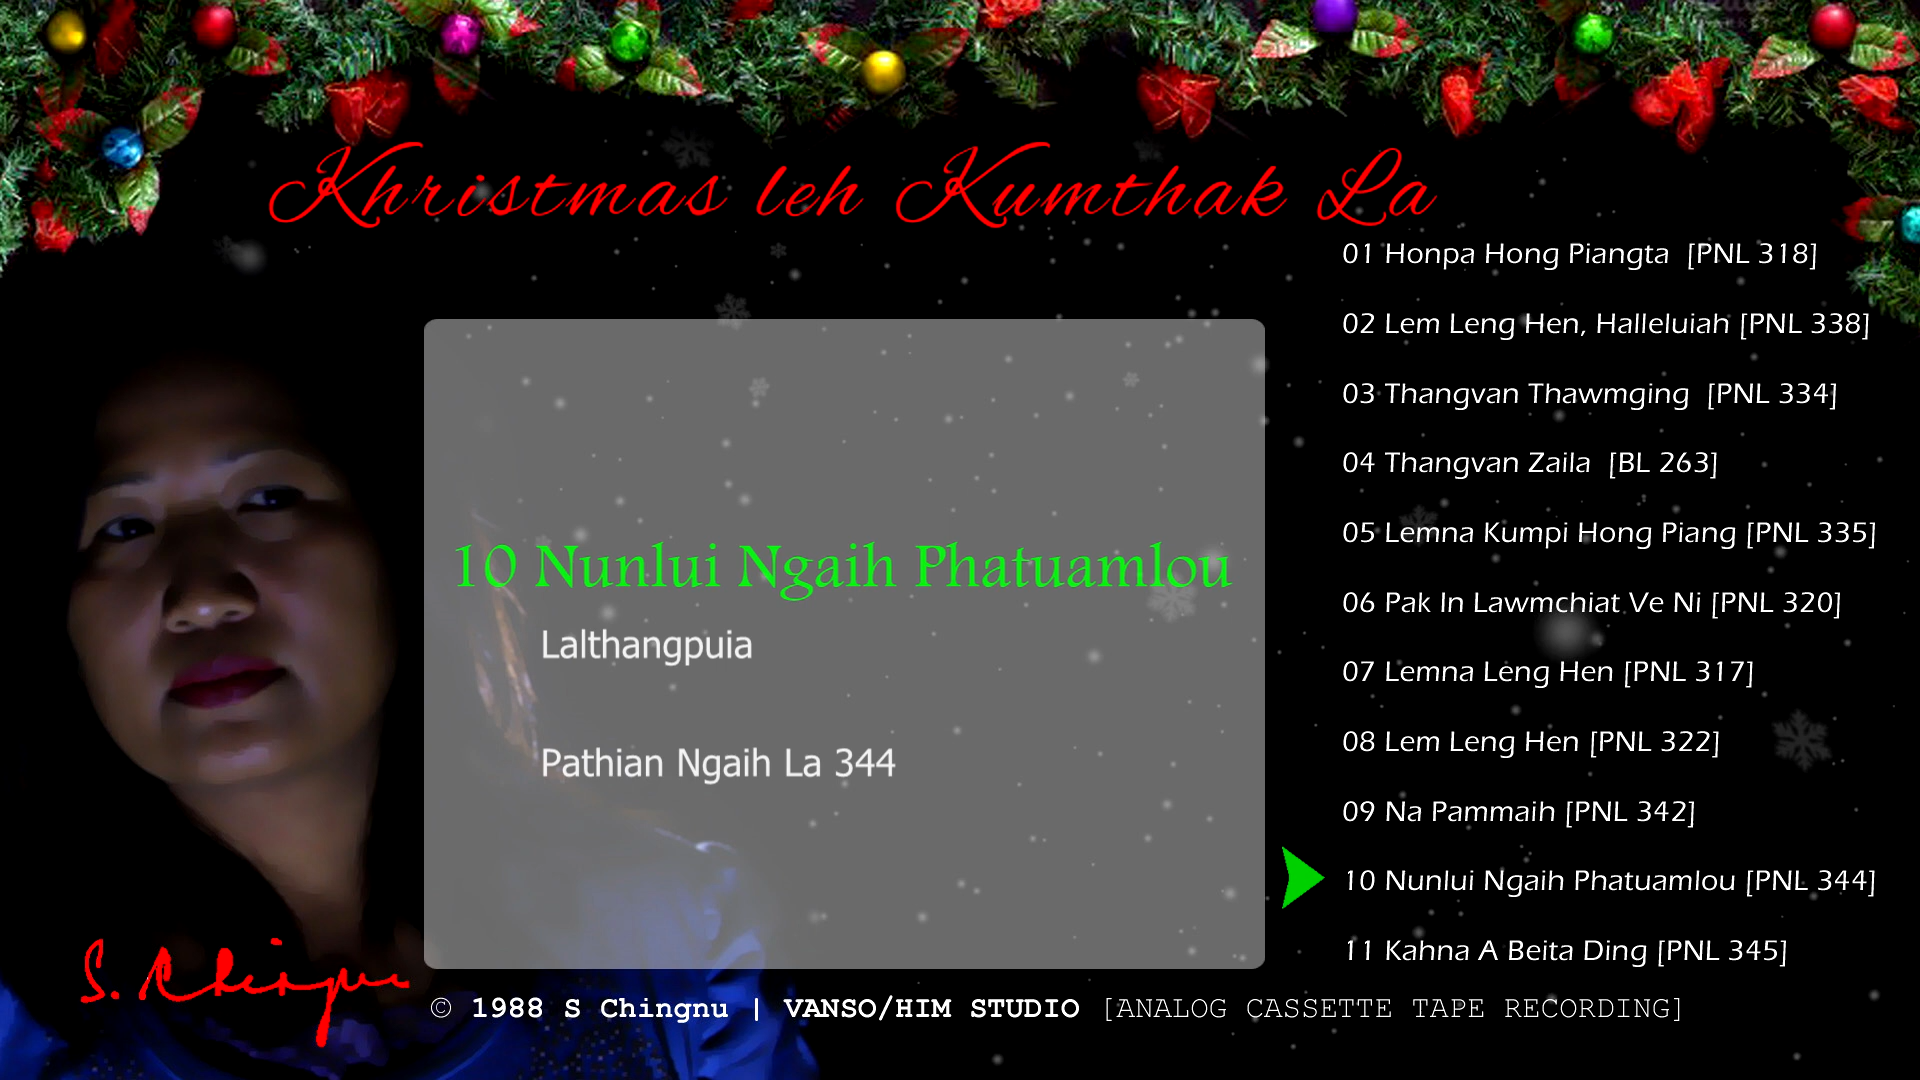 Khristmas leh Kumthak La
01 Honpa Hong Piangta [PNL 318]
02 Lem Leng Hen, Halleluiah [PNL 338]
03 Thangvan Thawmging [PNL 334]
04 Thangvan Zaila [BL 263]
05 Lemna Kumpi Hong Piang [PNL 335]
06 Pak In Lawmchiat Ve Ni [PNL 320]
07 Lemna Leng Hen [PNL 317]
08 Lem Leng Hen [PNL 322]
09 Na Pammaih [PNL 342]
10 Nunlui Ngaih Phatuamlou [PNL 344]
11 Kahna A Beita Ding [PNL 345]
10 Nunlui Ngaih Phatuamlou
Lalthangpuia
Pathian Ngaih La 344
S. Chingnu
© 1988 S Chingnu | VANSO/HIM STUDIO [ANALOG CASSETTE TAPE RECORDING]